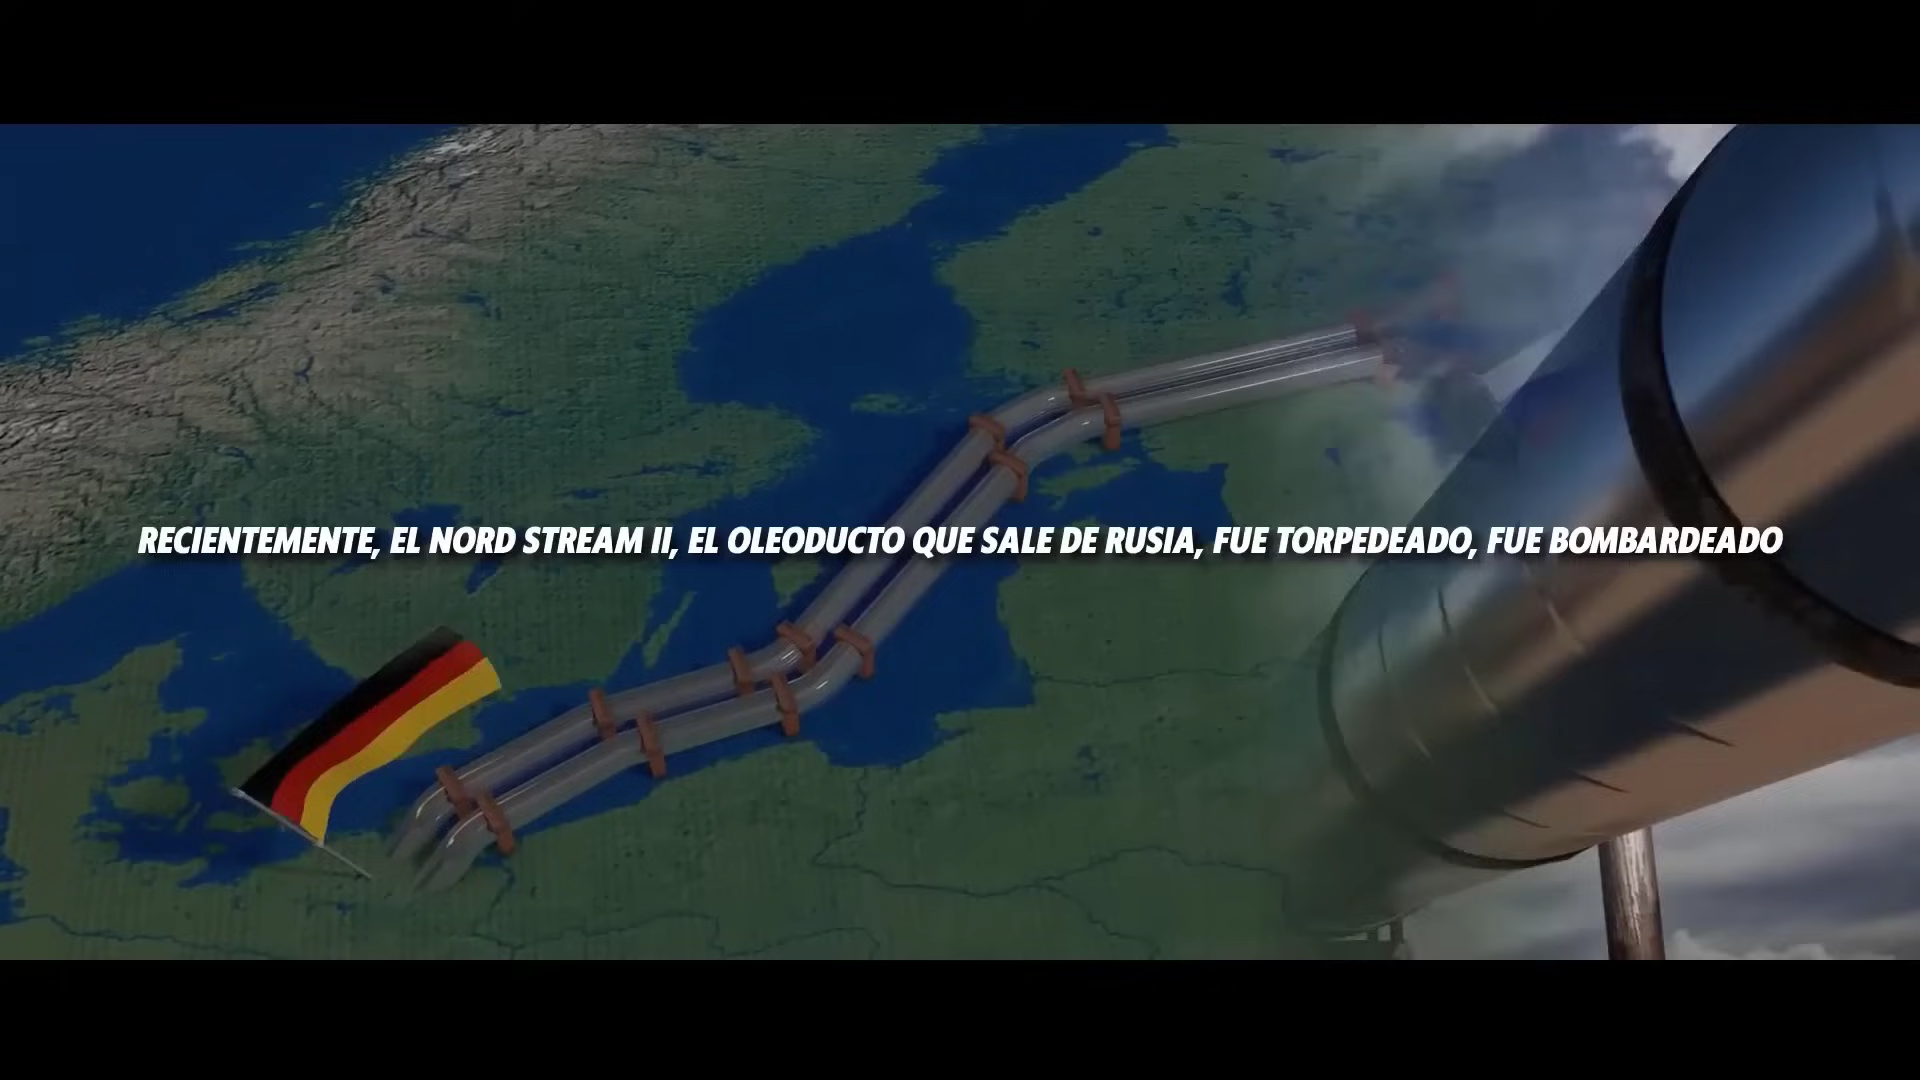 RECIENTEMENTE, EL NORD STREAM II, EL OLEODUCTO QUE SALE DE RUSIA, FUE TORPEDEADO, FUE BOMBARDEADO